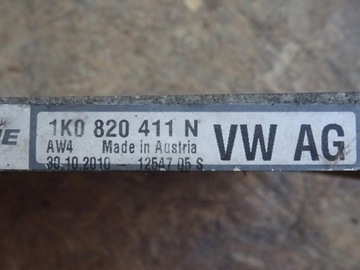 1K0 820 411 N
AW4 Made in Austria
30.10.2010 - 12547 05 S
VW AG